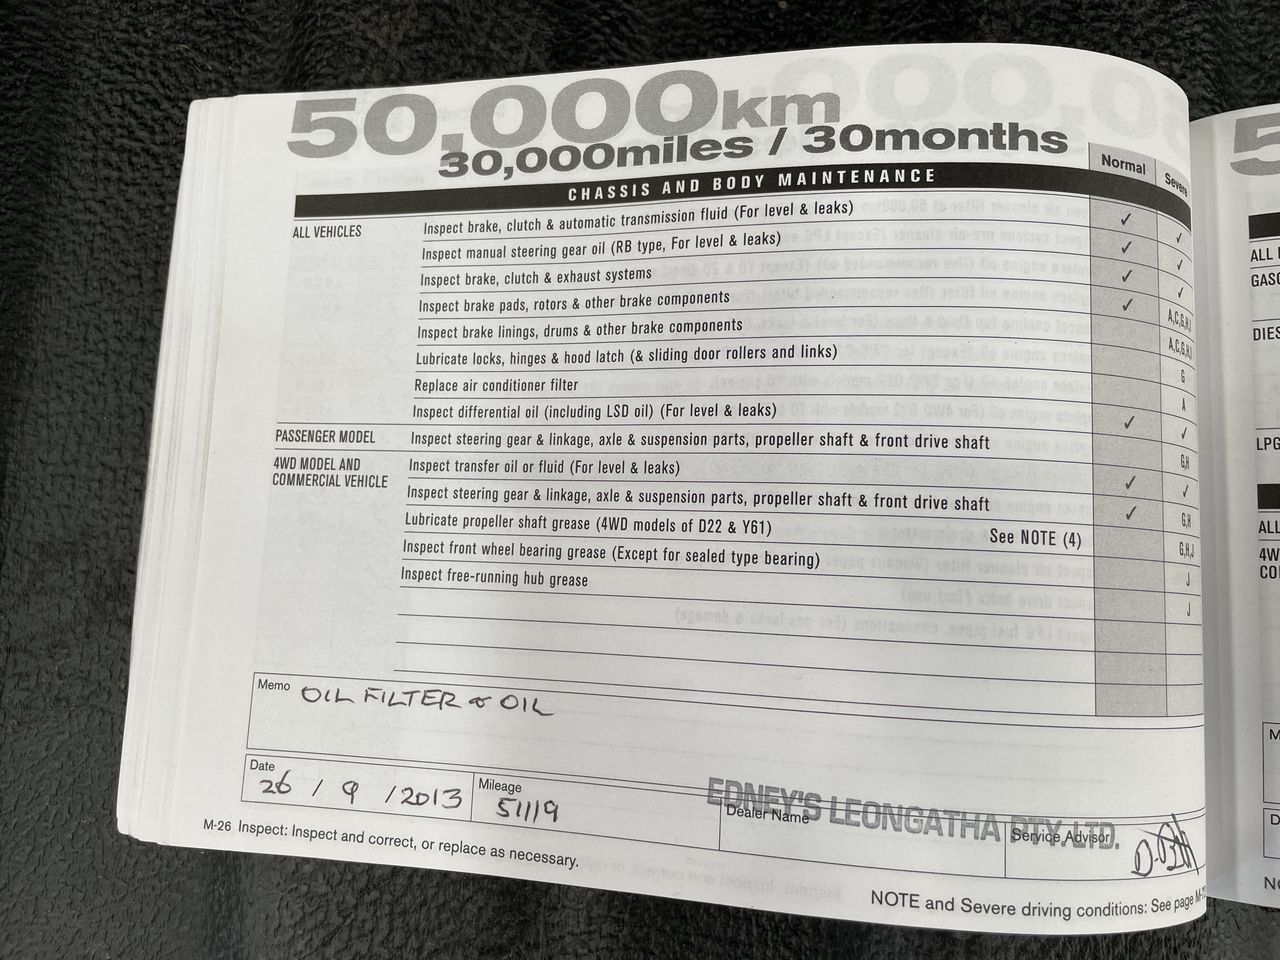 50,000km
30,000miles / 30months
Normal Severe
CHASSIS AND BODY MAINTENANCE
ALL VEHICLES Inspect brake, clutch & automatic transmission fluid (For level & leaks) ✓ ✓
Inspect manual steering gear oil (RB type, For level & leaks) ✓ ✓
Inspect brake, clutch & exhaust systems ✓ ✓
Inspect brake pads, rotors & other brake components ✓ A,C,G,H,J
Inspect brake linings, drums & other brake components A,C,G,H,J
Lubricate locks, hinges & hood latch (& sliding door rollers and links) G
Replace air conditioner filter A
Inspect differential oil (including LSD oil) (For level & leaks) ✓ ✓
PASSENGER MODEL Inspect steering gear & linkage, axle & suspension parts, propeller shaft & front drive shaft G,H
4WD MODEL AND COMMERCIAL VEHICLE Inspect transfer oil or fluid (For level & leaks) ✓ ✓
Inspect steering gear & linkage, axle & suspension parts, propeller shaft & front drive shaft ✓ G,H
Lubricate propeller shaft grease (4WD models of D22 & Y61) See NOTE (4) G,H,J
Inspect front wheel bearing grease (Except for sealed type bearing) J
Inspect free-running hub grease J
Memo OIL FILTER & OIL
Date 26 / 9 / 2013
Mileage 51119
Dealer Name
EDNEY'S LEONGATHA PTY. LTD.
Service Advisor
M-26 Inspect: Inspect and correct, or replace as necessary.
NOTE and Severe driving conditions: See page
5
ALL
GASO
DIES
LPG
ALL
4W
CO
M
D